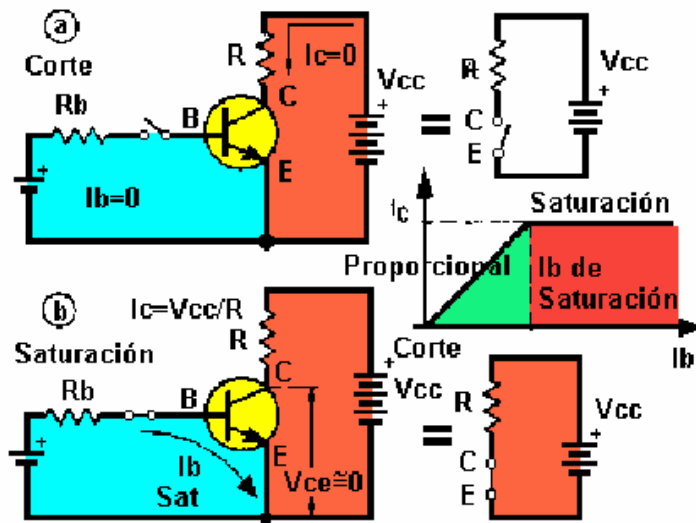 a
Corte
Rb
B
R
Ic=0
C
E
Vcc
+
+
Ib=0
=
R
C
E
Vcc
+
Ic
Saturación
Proporcional
Ib de
Saturación
Corte
Ib
b
Saturación
Rb
B
Ic=Vcc/R
R
C
E
+
Vcc
+
Ib
Sat
Vce≅0
=
R
C
E
Vcc
+